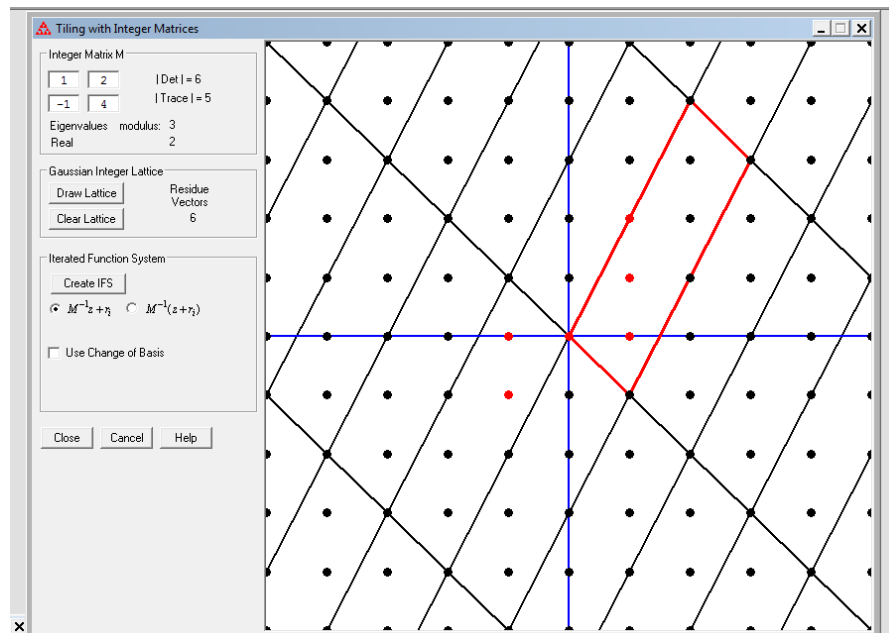 Tiling with Integer Matrices
Integer Matrix M
1 2 | Det | = 6
-1 4 | Trace | = 5
Eigenvalues modulus: 3
Real 2
Gaussian Integer Lattice
Draw Lattice Residue
Vectors
Clear Lattice 6
Iterated Function System
Create IFS
M⁻¹z + rᵢ M⁻¹(z + rᵢ)
Use Change of Basis
Close Cancel Help